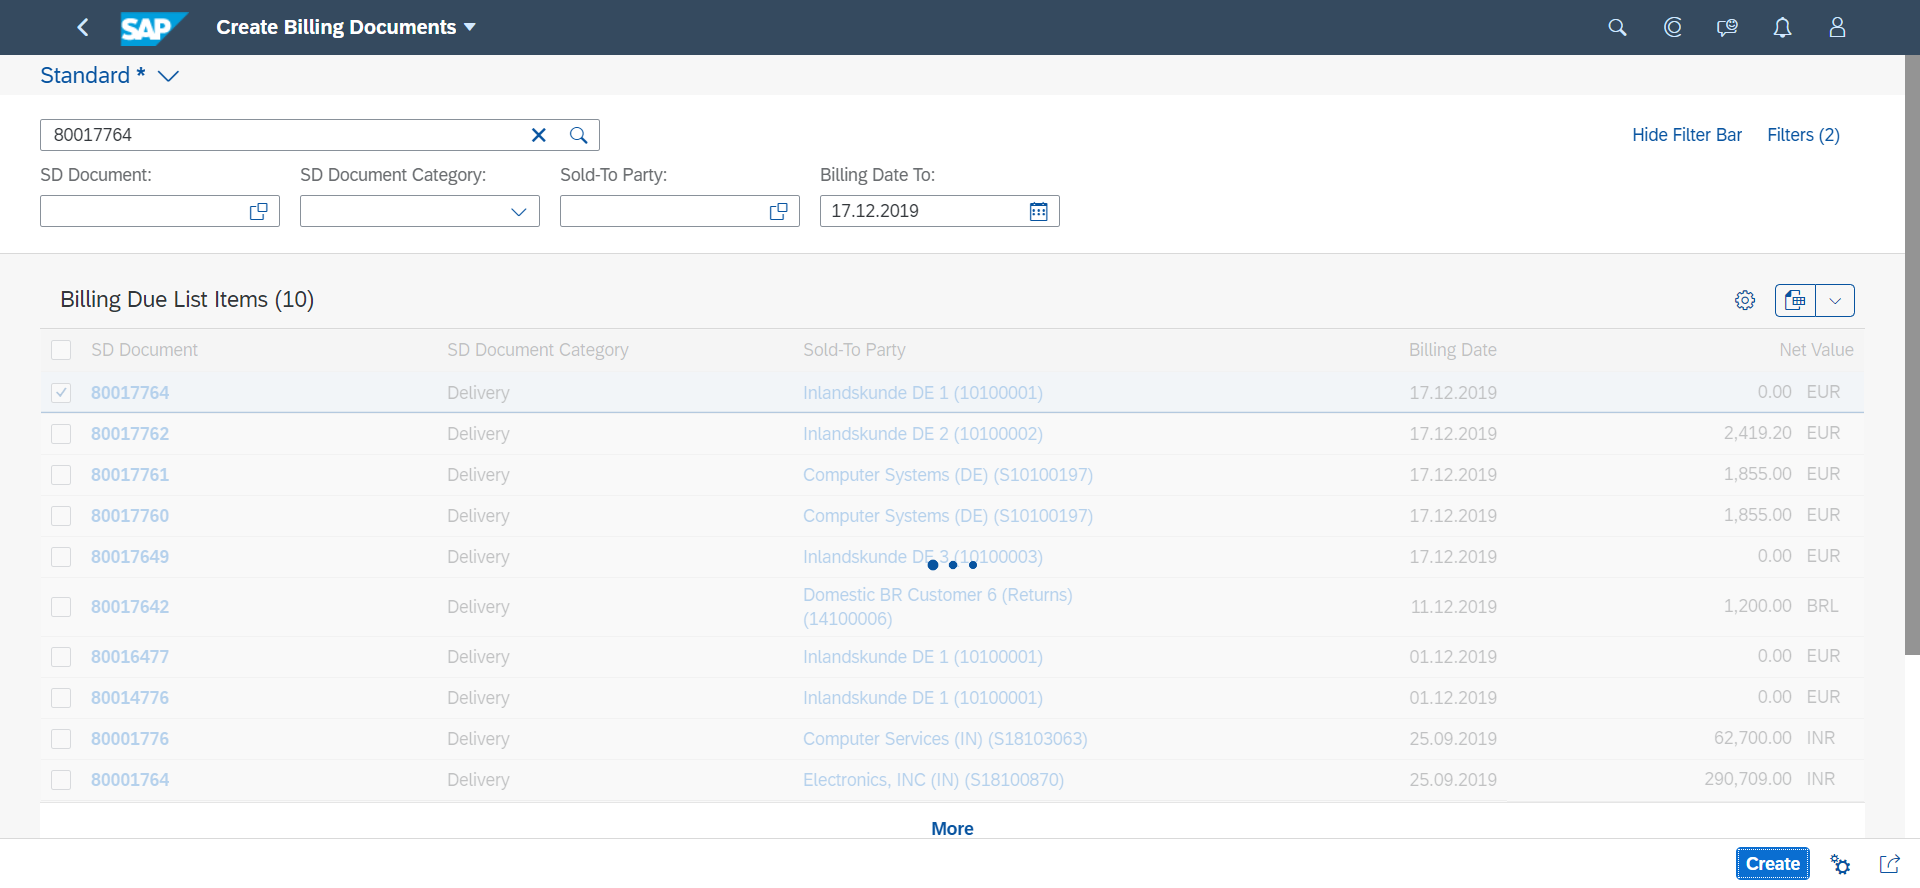 SAP Create Billing Documents
Standard *
80017764
Hide Filter Bar Filters (2)
SD Document: SD Document Category: Sold-To Party: Billing Date To:
17.12.2019
Billing Due List Items (10)
SD Document SD Document Category Sold-To Party Billing Date Net Value
80017764 Delivery Inlandskunde DE 1 (10100001) 17.12.2019 0.00 EUR
80017762 Delivery Inlandskunde DE 2 (10100002) 17.12.2019 2,419.20 EUR
80017761 Delivery Computer Systems (DE) (S10100197) 17.12.2019 1,855.00 EUR
80017760 Delivery Computer Systems (DE) (S10100197) 17.12.2019 1,855.00 EUR
80017649 Delivery Inlandskunde DE 3 (10100003) 17.12.2019 0.00 EUR
80017642 Delivery Domestic BR Customer 6 (Returns) 11.12.2019 1,200.00 BRL
(14100006)
80016477 Delivery Inlandskunde DE 1 (10100001) 01.12.2019 0.00 EUR
80014776 Delivery Inlandskunde DE 1 (10100001) 01.12.2019 0.00 EUR
80001776 Delivery Computer Services (IN) (S18103063) 25.09.2019 62,700.00 INR
80001764 Delivery Electronics, INC (IN) (S18100870) 25.09.2019 290,709.00 INR
More
Create